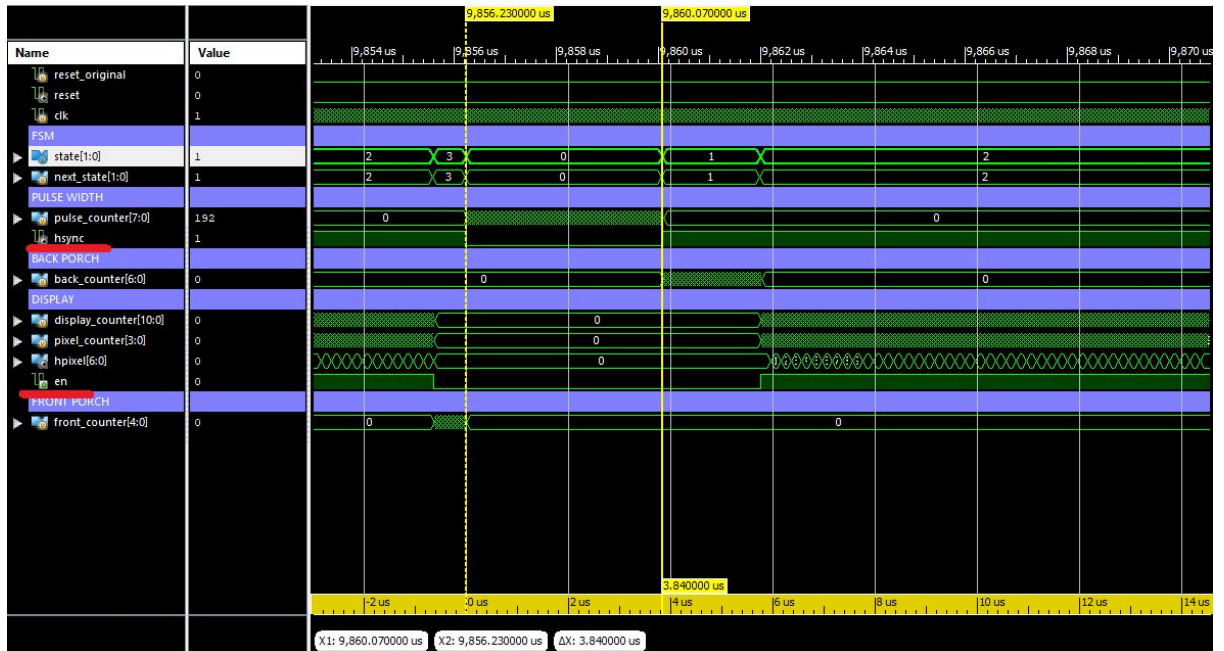 9,856.230000 us 9,860.070000 us
Name Value 9,854 us 9,856 us 9,858 us 9,860 us 9,862 us 9,864 us 9,866 us 9,868 us 9,870 us
reset_original 0
reset 0
clk 1
FSM
state[1:0] 1 2 3 0 1 2
next_state[1:0] 1 2 3 0 1 2
PULSE WIDTH
pulse_counter[7:0] 192 0 0
hsync 1
BACK PORCH
back_counter[6:0] 0 0 0
DISPLAY
display_counter[10:0] 0 0
pixel_counter[3:0] 0 0
hpixel[6:0] 0 0
en 0
FRONT PORCH
front_counter[4:0] 0 0 0
3.840000 us
-2 us 0 us 2 us 4 us 6 us 8 us 10 us 12 us 14 us
X1: 9,860.070000 us X2: 9,856.230000 us ΔX: 3.840000 us